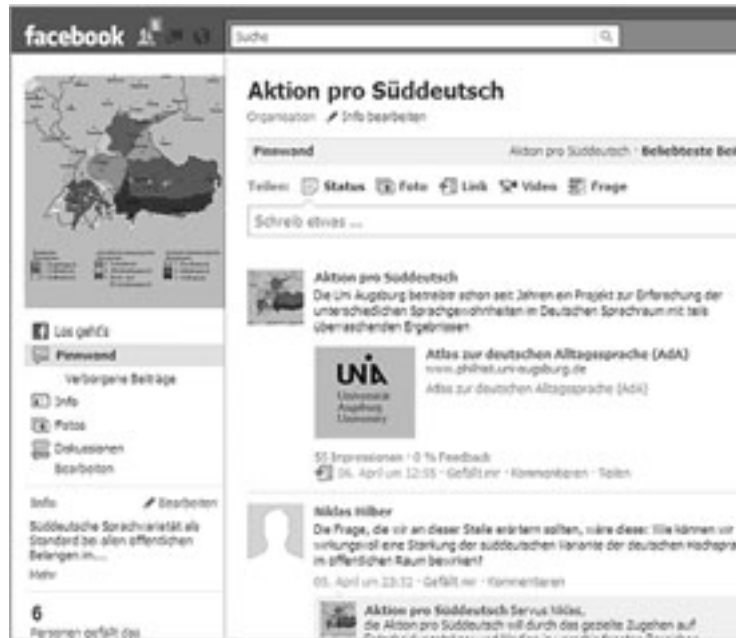 facebook
Suche
Aktion pro Süddeutsch
Organisation Info bearbeiten
Pinnwand Aktion pro Süddeutsch · Beliebteste Bei
Teilen: Status Foto Link Video Frage
Schreib etwas ...
Aktion pro Süddeutsch
Die Uni Augsburg betreibt schon seit Jahren ein Projekt zur Erforschung der
unterschiedlichen Sprachgewohnheiten im Deutschen Sprachraum mit teils
überraschenden Ergebnissen
UNIA
Universität
Augsburg
University
Atlas zur deutschen Alltagssprache (AdA)
www.philhist.uni-augsburg.de
Atlas zur deutschen Alltagssprache (AdA)
55 Impressionen · 0 % Feedback
06. April um 12:55 · Gefällt mir · Kommentieren · Teilen
Niklas Hilber
Die Frage, die wir an dieser Stelle erörtern sollten, wäre diese: Wie können wir
wirkungsvoll eine Stärkung der süddeutschen Variante der deutschen Hochspra
im öffentlichen Raum bewirken?
05. April um 23:32 · Gefällt mir · Kommentieren
Aktion pro Süddeutsch Servus Niklas,
die Aktion pro Süddeutsch will durch das gezielte Zugehen auf
Los geht's
Pinnwand
Verborgene Beiträge
Info
Fotos
Diskussionen
Bearbeiten
Info Bearbeiten
Süddeutsche Sprachvarietät als
Standard bei allen öffentlichen
Belangen im....
Mehr
6
Personen gefällt das